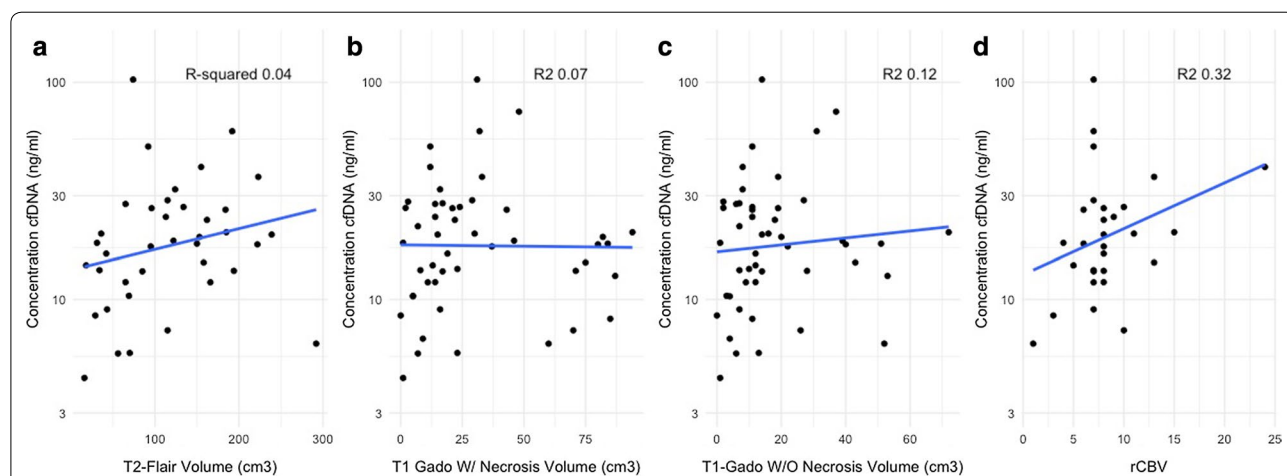 a
R-squared 0.04
100
30
10
3
Concentration cfDNA (ng/ml)
100
200
300
T2-Flair Volume (cm3)
b
R2 0.07
100
30
10
3
Concentration cfDNA (ng/ml)
0
25
50
75
T1 Gado W/ Necrosis Volume (cm3)
c
R2 0.12
100
30
10
3
Concentration cfDNA (ng/ml)
0
20
40
60
T1-Gado W/O Necrosis Volume (cm3)
d
R2 0.32
100
30
10
3
Concentration cfDNA (ng/ml)
0
5
10
15
20
25
rCBV